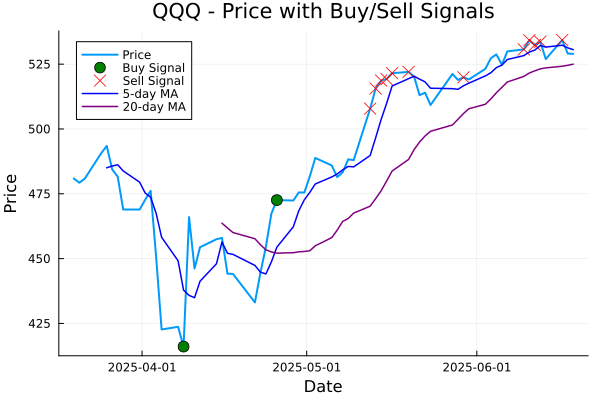 QQQ - Price with Buy/Sell Signals
Price
Buy Signal
Sell Signal
5-day MA
20-day MA
525
500
475
450
425
Price
2025-04-01
2025-05-01
2025-06-01
Date